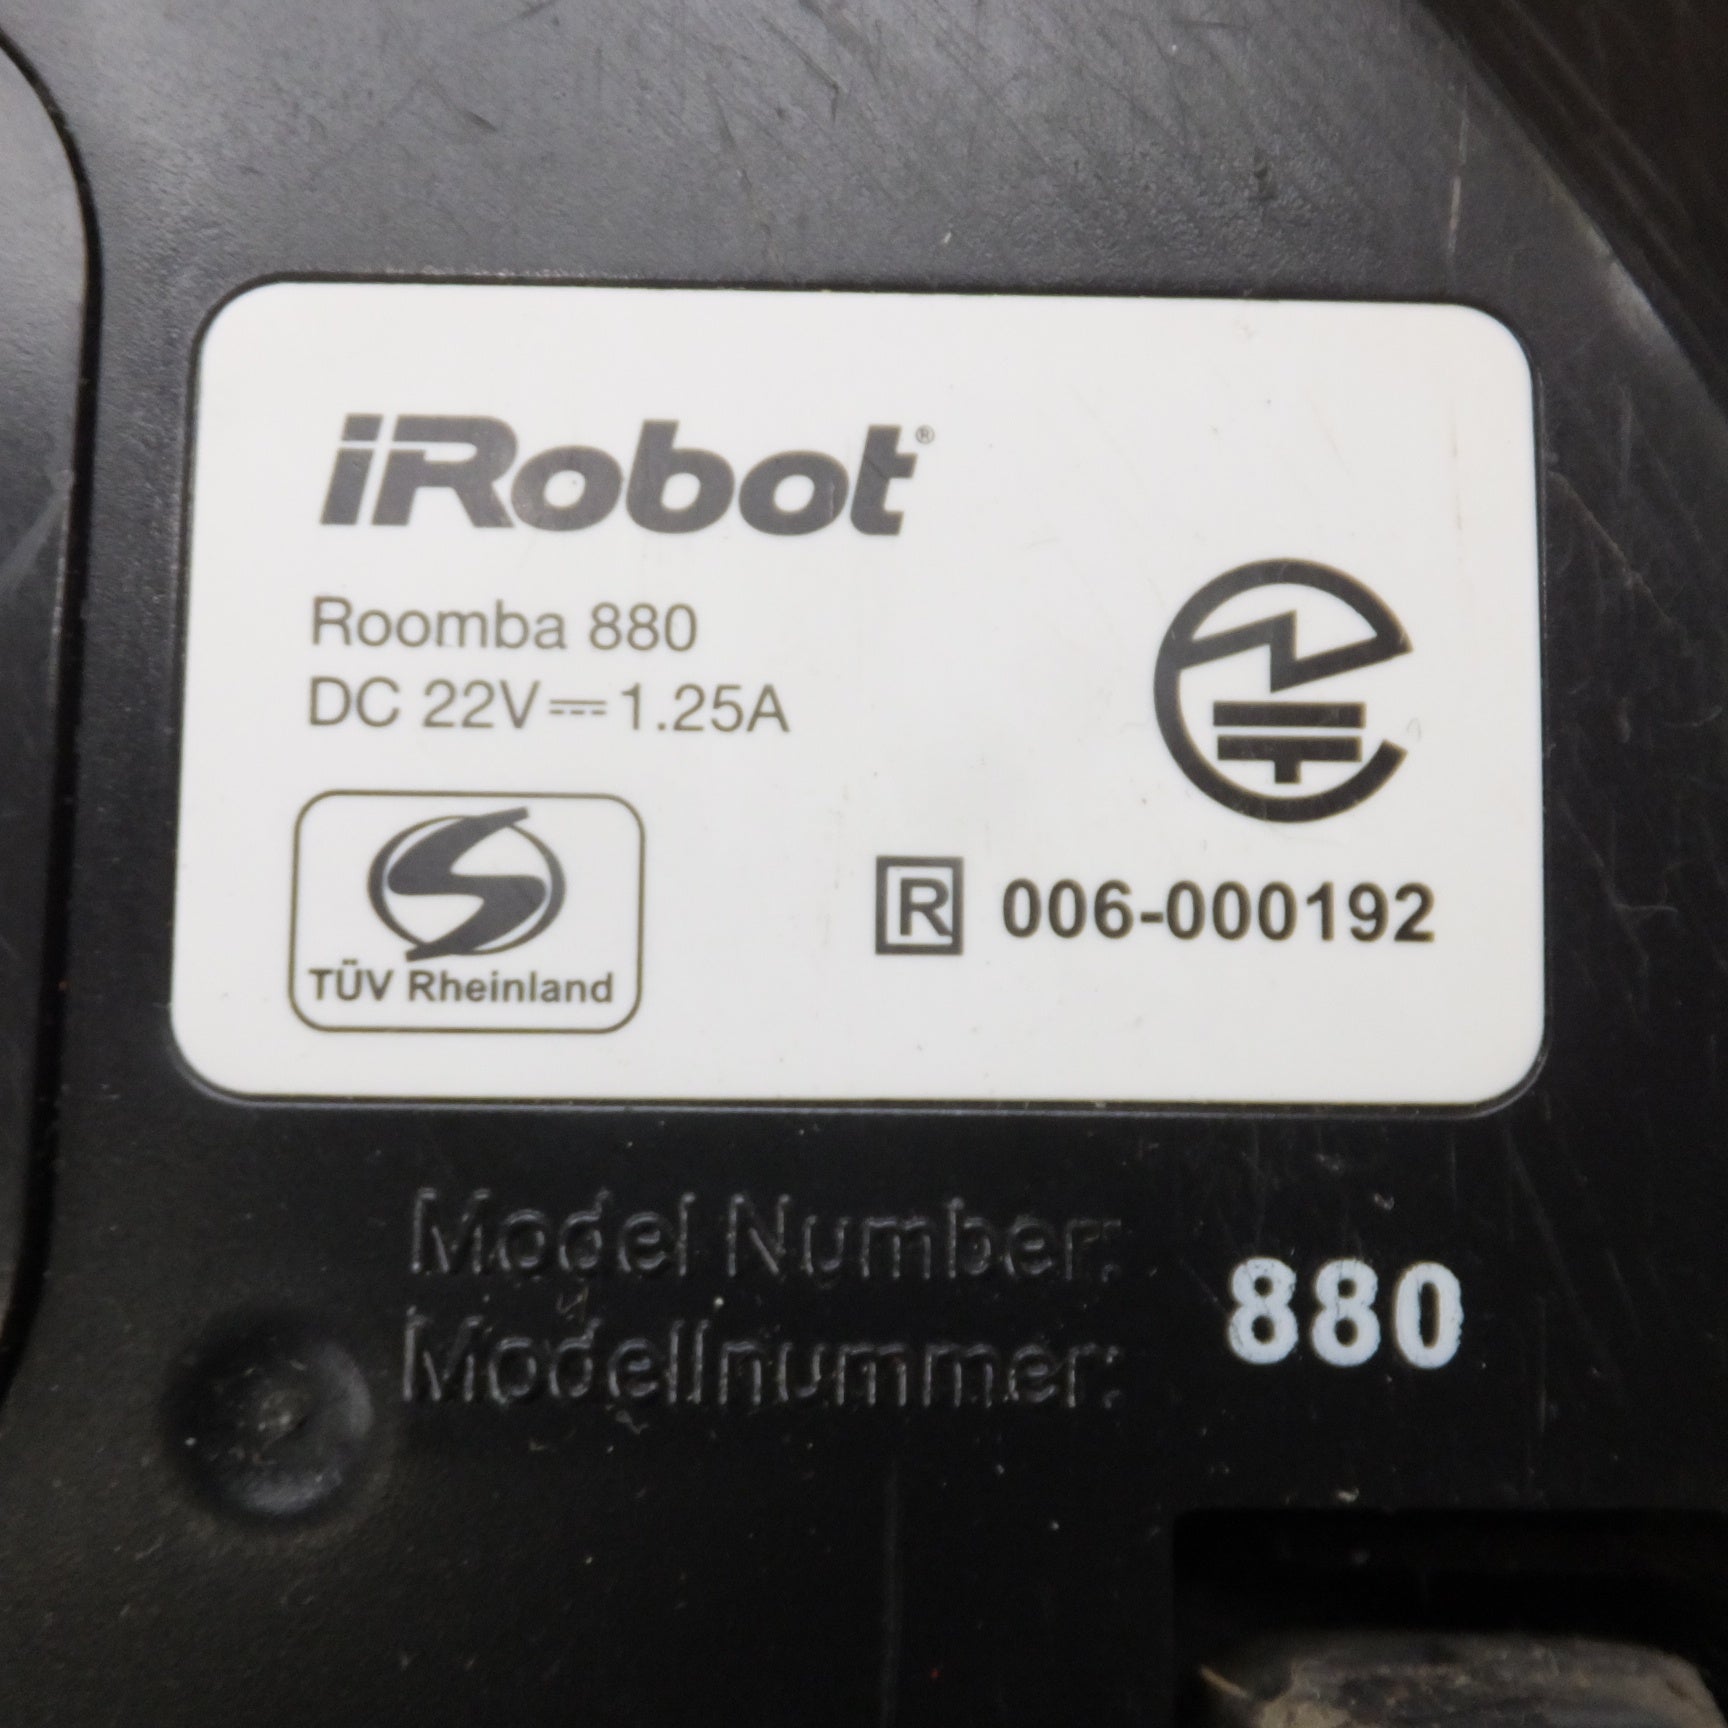 iRobot®
Roomba 880
DC 22V⎓1.25A
TÜV Rheinland
R 006-000192
Model Number:
Modellnummer:
880